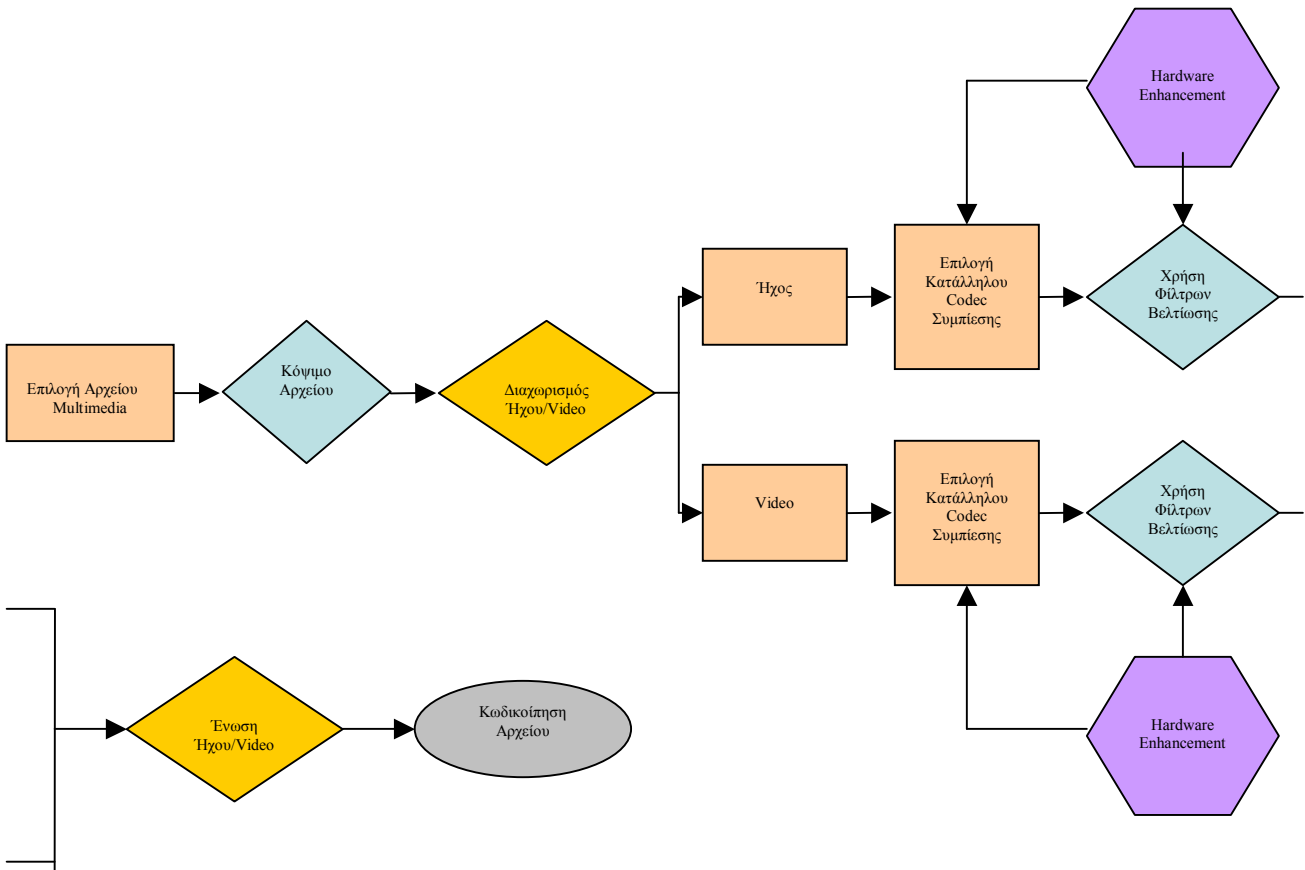 Hardware
Enhancement
Ήχος
Επιλογή
Κατάλληλου
Codec
Συμπίεσης
Χρήση
Φίλτρων
Βελτίωσης
Επιλογή Αρχείου
Multimedia
Κόψιμο
Αρχείου
Διαχωρισμός
Ήχου/Video
Video
Επιλογή
Κατάλληλου
Codec
Συμπίεσης
Χρήση
Φίλτρων
Βελτίωσης
Ένωση
Ήχου/Video
Κωδικοίπηση
Αρχείου
Hardware
Enhancement